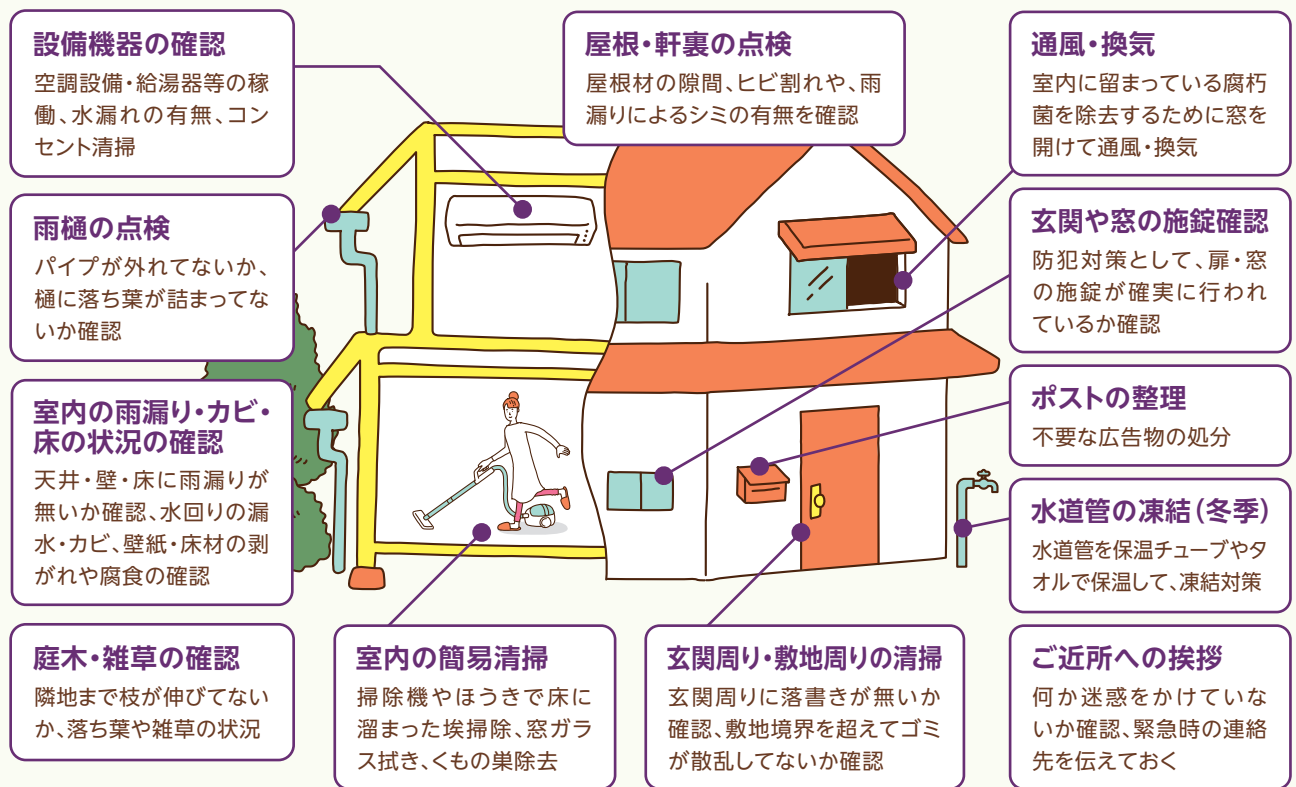 設備機器の確認
空調設備・給湯器等の稼
働、水漏れの有無、コン
セント清掃
屋根・軒裏の点検
屋根材の隙間、ヒビ割れや、雨
漏りによるシミの有無を確認
通風・換気
室内に留まっている腐朽
菌を除去するために窓を
開けて通風・換気
雨樋の点検
パイプが外れてないか、
樋に落ち葉が詰まってな
いか確認
玄関や窓の施錠確認
防犯対策として、扉・窓
の施錠が確実に行われ
ているか確認
室内の雨漏り・カビ・
床の状況の確認
天井・壁・床に雨漏りが
無いか確認、水回りの漏
水・カビ、壁紙・床材の剥
がれや腐食の確認
ポストの整理
不要な広告物の処分
水道管の凍結(冬季)
水道管を保温チューブやタ
オルで保温して、凍結対策
庭木・雑草の確認
隣地まで枝が伸びてない
か、落ち葉や雑草の状況
室内の簡易清掃
掃除機やほうきで床に
溜まった埃掃除、窓ガラ
ス拭き、くもの巣除去
玄関周り・敷地周りの清掃
玄関周りに落書きが無いか
確認、敷地境界を超えてゴミ
が散乱してないか確認
ご近所への挨拶
何か迷惑をかけていな
いか確認、緊急時の連絡
先を伝えておく